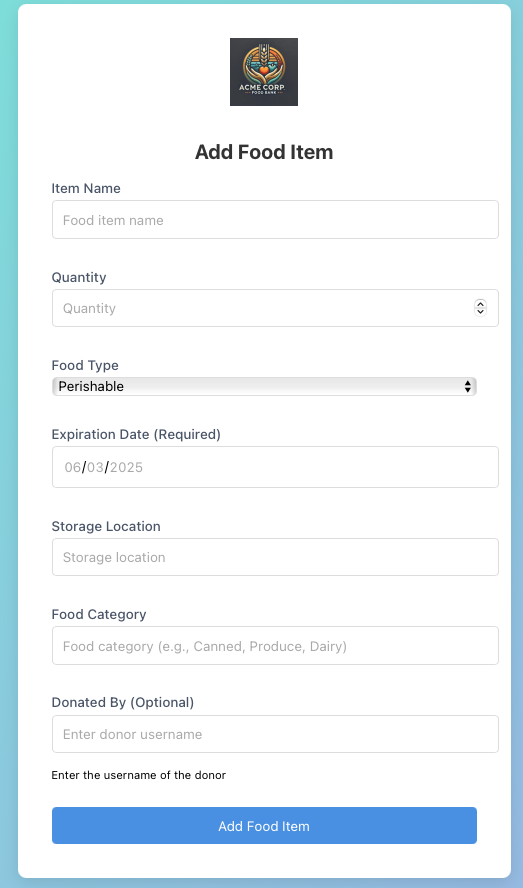 ACME CORP
FOOD BANK
Add Food Item
Item Name
Food item name
Quantity
Quantity
Food Type
Perishable
Expiration Date (Required)
06/03/2025
Storage Location
Storage location
Food Category
Food category (e.g., Canned, Produce, Dairy)
Donated By (Optional)
Enter donor username
Enter the username of the donor
Add Food Item